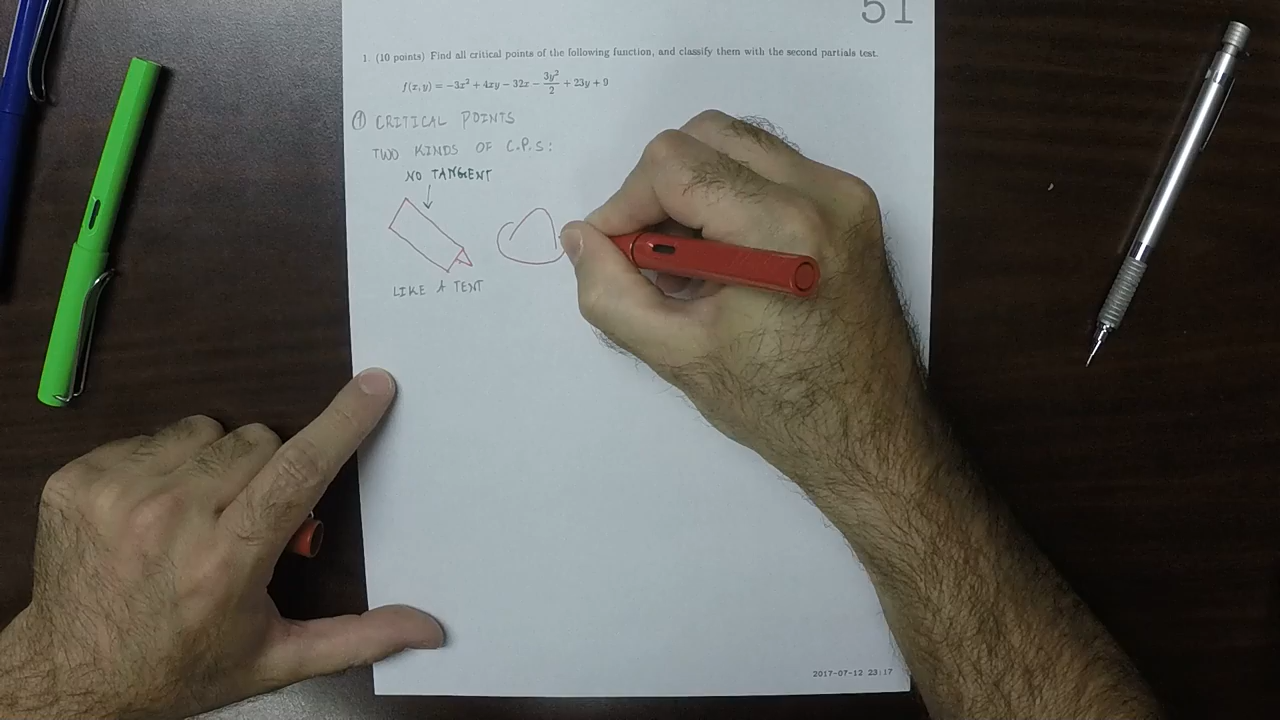 51
1. (10 points) Find all critical points of the following function, and classify them with the second partials test.
f(x, y) = −3x² + 4xy − 32x − 3y²/2 + 23y + 9
① CRITICAL POINTS
TWO KINDS OF C.P.S:
NO TANGENT
LIKE A TENT
2017-07-12 23:17